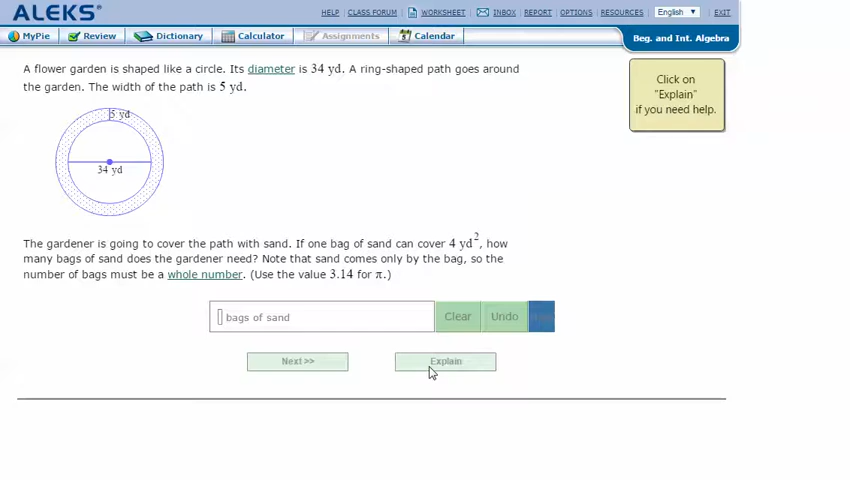 ALEKS®
HELP | CLASS FORUM | WORKSHEET | INBOX | REPORT | OPTIONS | RESOURCES | English ▼ | EXIT
MyPie Review Dictionary Calculator Assignments Calendar
Beg. and Int. Algebra
A flower garden is shaped like a circle. Its diameter is 34 yd. A ring-shaped path goes around
the garden. The width of the path is 5 yd.
Click on
"Explain"
if you need help.
5 yd
34 yd
The gardener is going to cover the path with sand. If one bag of sand can cover 4 yd², how
many bags of sand does the gardener need? Note that sand comes only by the bag, so the
number of bags must be a whole number. (Use the value 3.14 for π.)
bags of sand
Clear Undo
Next >> Explain